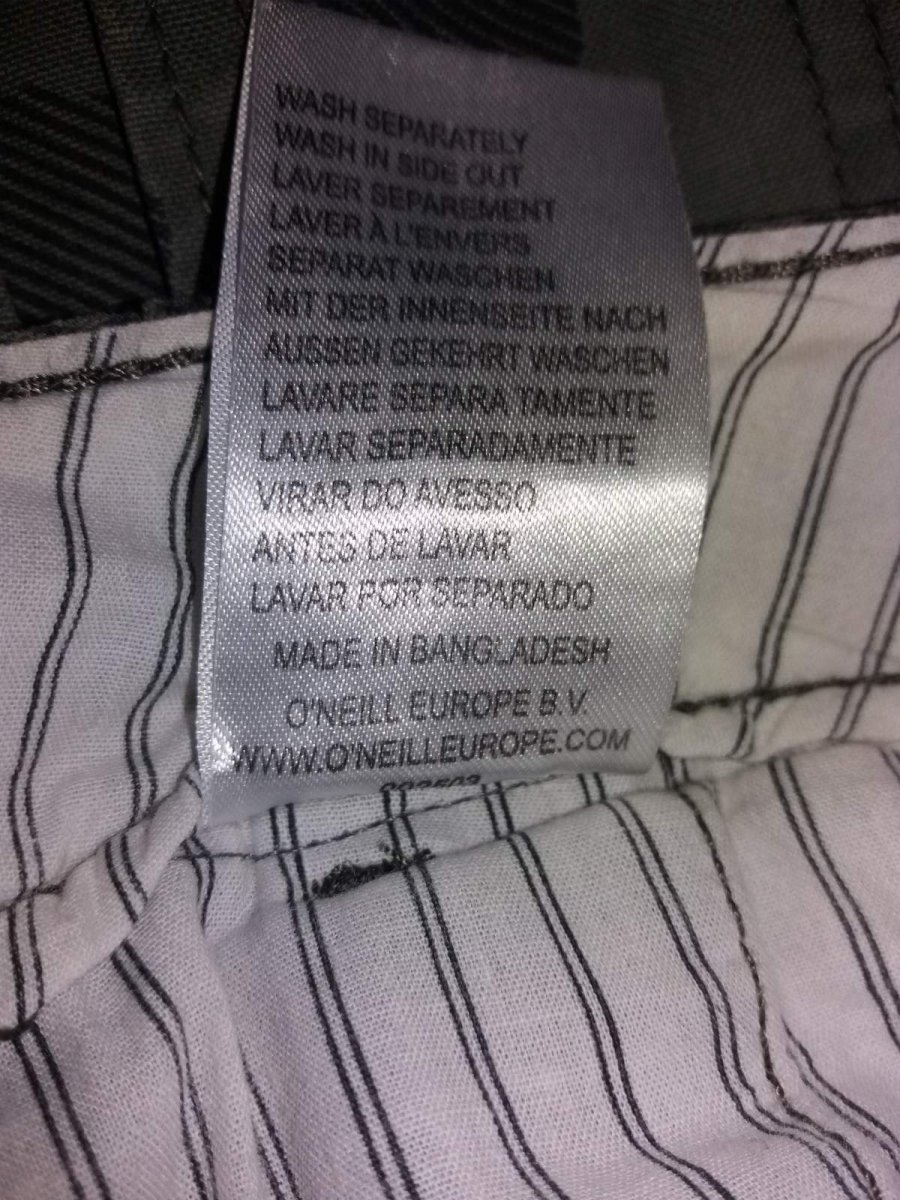 WASH SEPARATELY
WASH IN SIDE OUT
LAVER SEPAREMENT
LAVER À L'ENVERS
SEPARAT WASCHEN
MIT DER INNENSEITE NACH
AUSSEN GEKEHRT WASCHEN
LAVARE SEPARA TAMENTE
LAVAR SEPARADAMENTE
VIRAR DO AVESSO
ANTES DE LAVAR
LAVAR POR SEPARADO
MADE IN BANGLADESH
O'NEILL EUROPE B.V.
WWW.O'NEILLEUROPE.COM